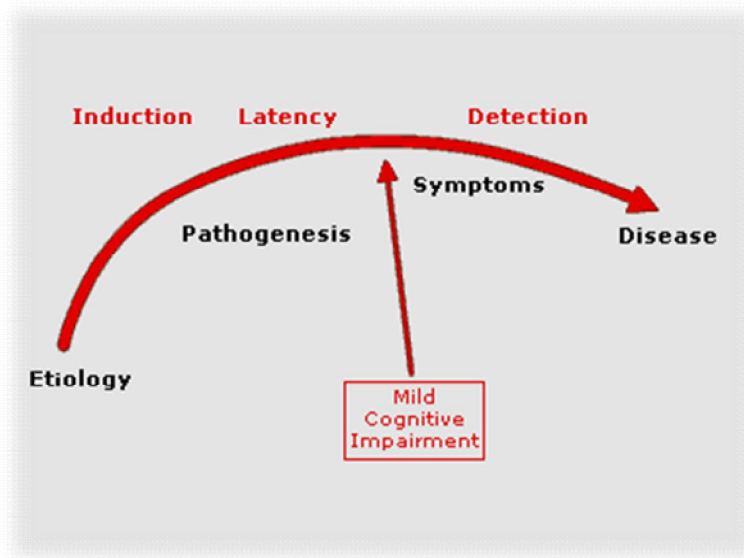 Induction Latency Detection
Symptoms
Pathogenesis
Disease
Etiology
Mild
Cognitive
Impairment